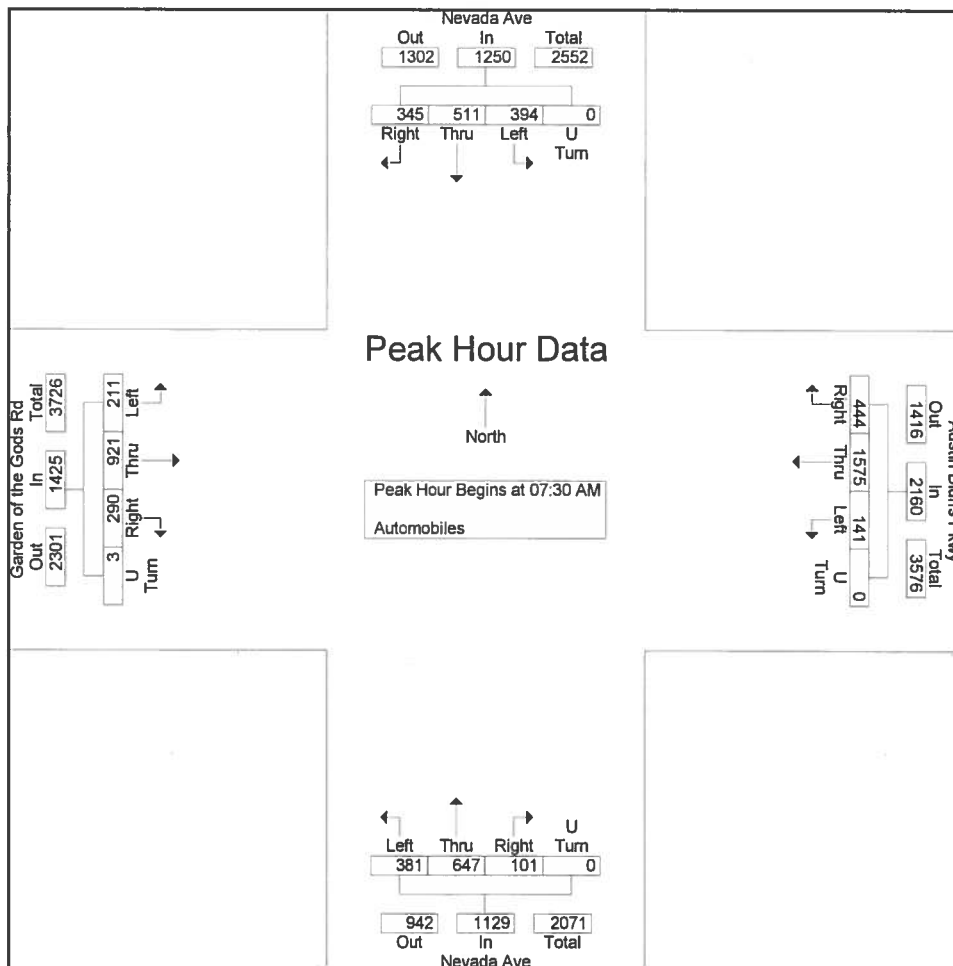 Nevada Ave
Out In Total
1302 1250 2552
345 511 394 0
Right Thru Left U Turn
Peak Hour Data
North
Peak Hour Begins at 07:30 AM
Automobiles
Garden of the Gods Rd
Out In Total
2301 1425 3726
211 921 290 3
Left Thru Right U Turn
Out In Total
1416 2160 3576
444 1575 141 0
Right Thru Left U Turn
Left Thru Right U Turn
381 647 101 0
942 1129 2071
Out In Total
Nevada Ave